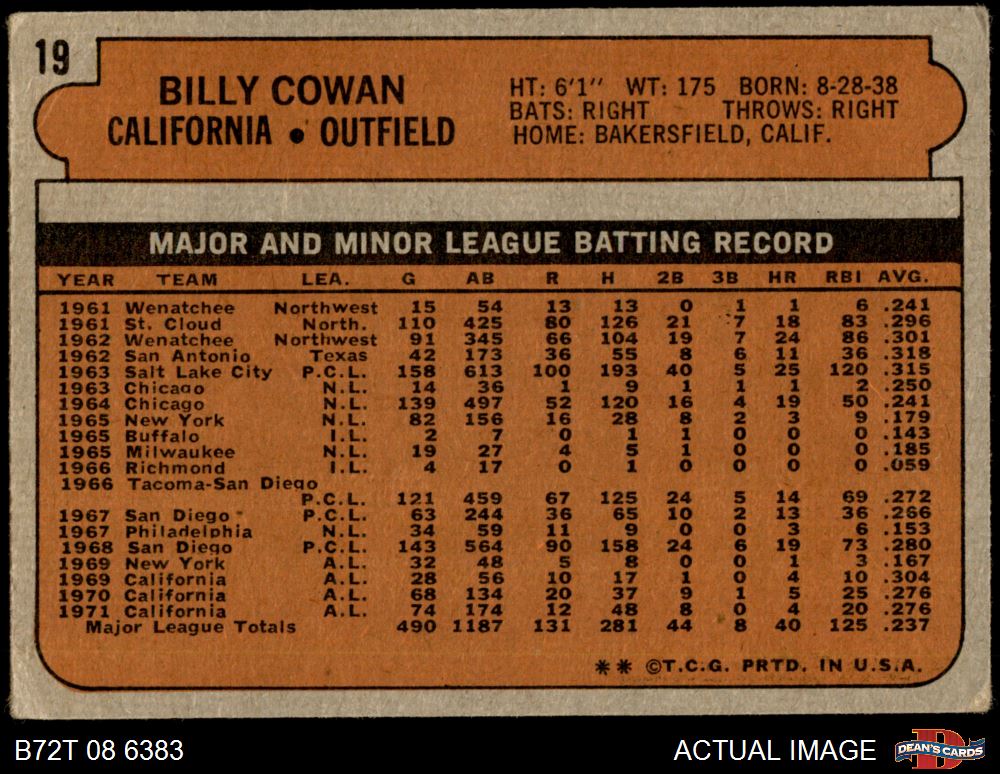 19
BILLY COWAN
CALIFORNIA • OUTFIELD
HT: 6'1" WT: 175 BORN: 8-28-38
BATS: RIGHT THROWS: RIGHT
HOME: BAKERSFIELD, CALIF.
MAJOR AND MINOR LEAGUE BATTING RECORD
YEAR TEAM LEA. G AB R H 2B 3B HR RBI AVG.
1961 Wenatchee Northwest 15 54 13 13 0 1 1 6 .241
1961 St. Cloud North. 110 425 80 126 21 7 18 83 .296
1962 Wenatchee Northwest 91 345 66 104 19 7 24 86 .301
1962 San Antonio Texas 42 173 36 55 8 6 11 36 .318
1963 Salt Lake City P.C.L. 158 613 100 193 40 5 25 120 .315
1963 Chicago N.L. 14 36 1 9 1 1 1 2 .250
1964 Chicago N.L. 139 497 52 120 16 4 19 50 .241
1965 New York N.L. 82 156 16 28 8 2 3 9 .179
1965 Buffalo I.L. 2 7 0 1 1 0 0 0 .143
1965 Milwaukee N.L. 19 27 4 5 1 0 0 0 .185
1966 Richmond I.L. 4 17 0 1 0 0 0 0 .059
1966 Tacoma-San Diego
P.C.L. 121 459 67 125 24 5 14 69 .272
1967 San Diego P.C.L. 63 244 36 65 10 2 13 36 .266
1967 Philadelphia N.L. 34 59 11 9 0 0 3 6 .153
1968 San Diego P.C.L. 143 564 90 158 24 6 19 73 .280
1969 New York A.L. 32 48 5 8 0 0 1 3 .167
1969 California A.L. 28 56 10 17 1 0 4 10 .304
1970 California A.L. 68 134 20 37 9 1 5 25 .276
1971 California A.L. 74 174 12 48 8 0 4 20 .276
Major League Totals 490 1187 131 281 44 8 40 125 .237
** ©T.C.G. PRTD. IN U.S.A.
B72T 08 6383 ACTUAL IMAGE DEAN'S CARDS